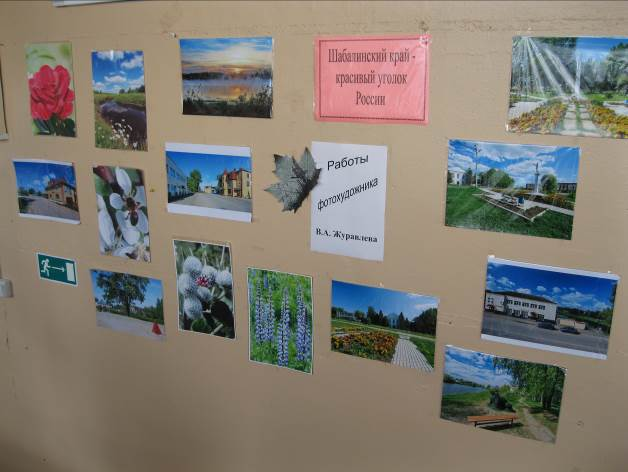 Шабалинский край -
красивый уголок
России
Работы
фотохудожника
В.А. Журавлева